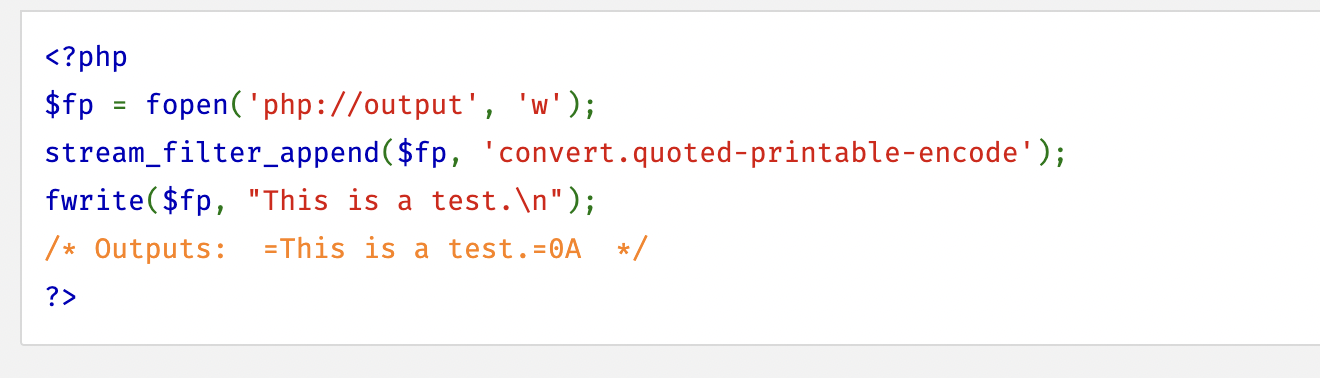 <?php
$fp = fopen('php://output', 'w');
stream_filter_append($fp, 'convert.quoted-printable-encode');
fwrite($fp, "This is a test.\n");
/* Outputs:  =This is a test.=0A  */
?>